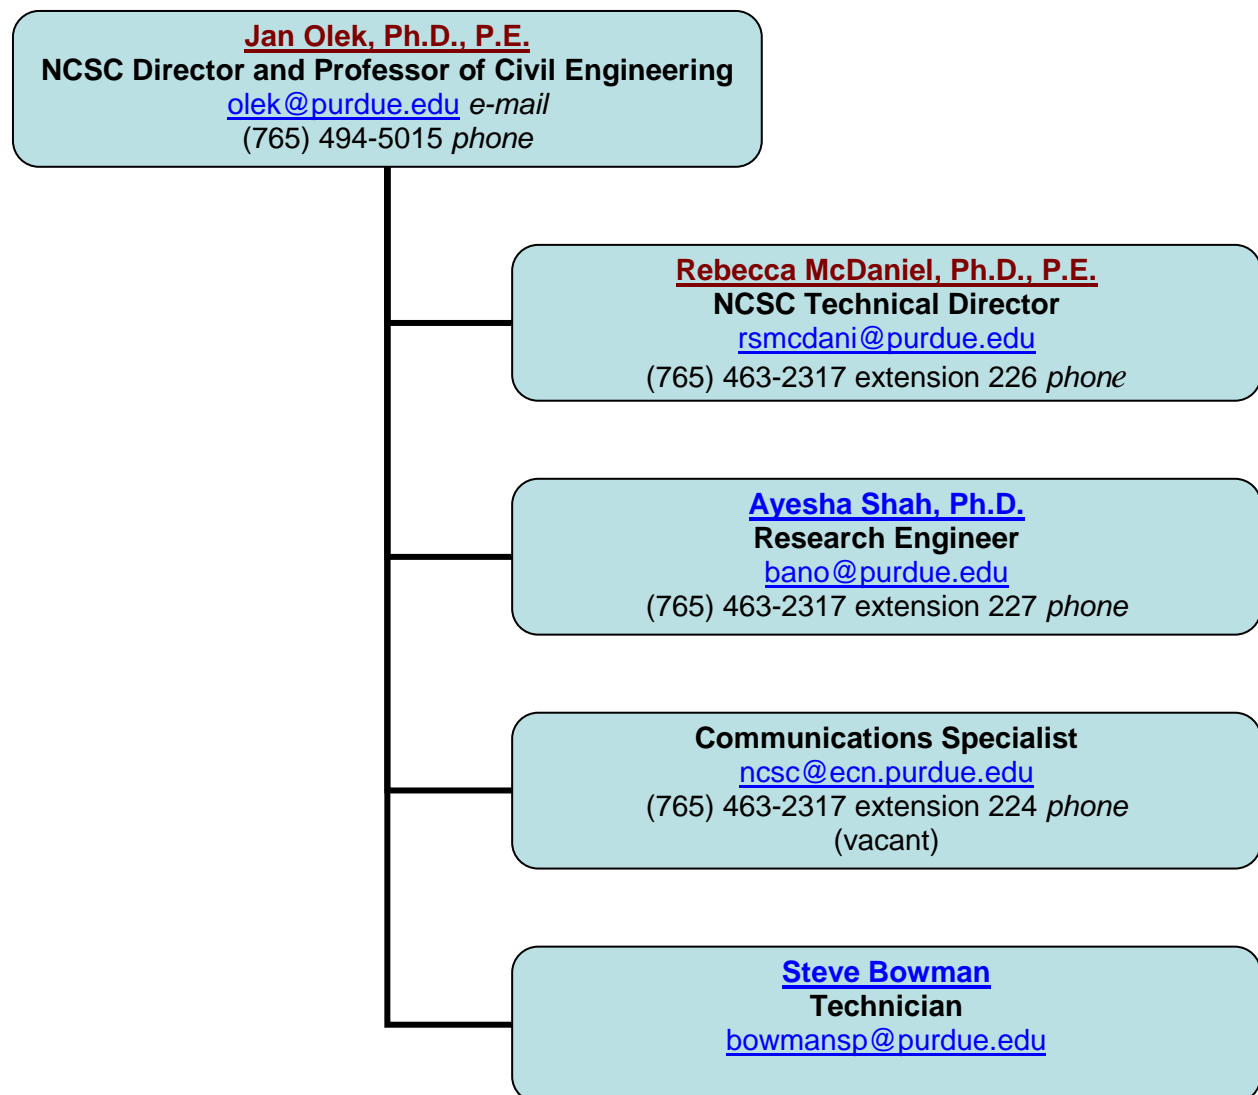 Jan Olek, Ph.D., P.E.
NCSC Director and Professor of Civil Engineering
olek@purdue.edu e-mail
(765) 494-5015 phone
Rebecca McDaniel, Ph.D., P.E.
NCSC Technical Director
rsmcdani@purdue.edu
(765) 463-2317 extension 226 phone
Ayesha Shah, Ph.D.
Research Engineer
bano@purdue.edu
(765) 463-2317 extension 227 phone
Communications Specialist
ncsc@ecn.purdue.edu
(765) 463-2317 extension 224 phone
(vacant)
Steve Bowman
Technician
bowmansp@purdue.edu